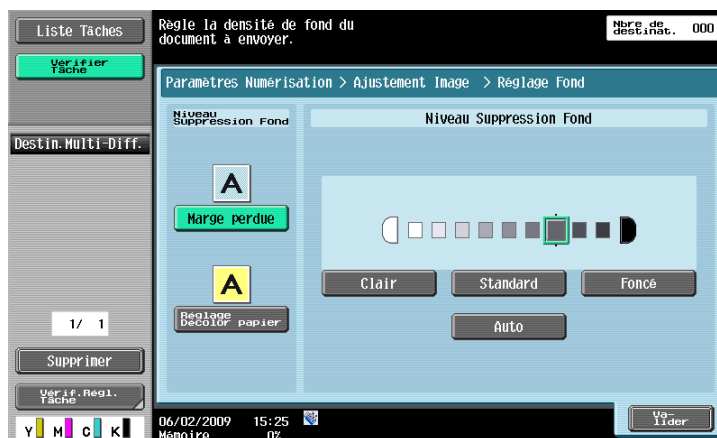 Liste Tâches
Vérifier
Tâche
Destin.Multi-Diff.
1/ 1
Supprimer
Vérif.Régl.
Tâche
Y M C K
Règle la densité de fond du
document à envoyer.
Nbre de
destinat. 000
Paramètres Numérisation > Ajustement Image > Réglage Fond
Niveau
Suppression Fond
A
Marge perdue
A
Réglage
Décolor papier
Niveau Suppression Fond
Clair
Standard
Foncé
Auto
06/02/2009 15:25
Mémoire 0%
Va-
lider